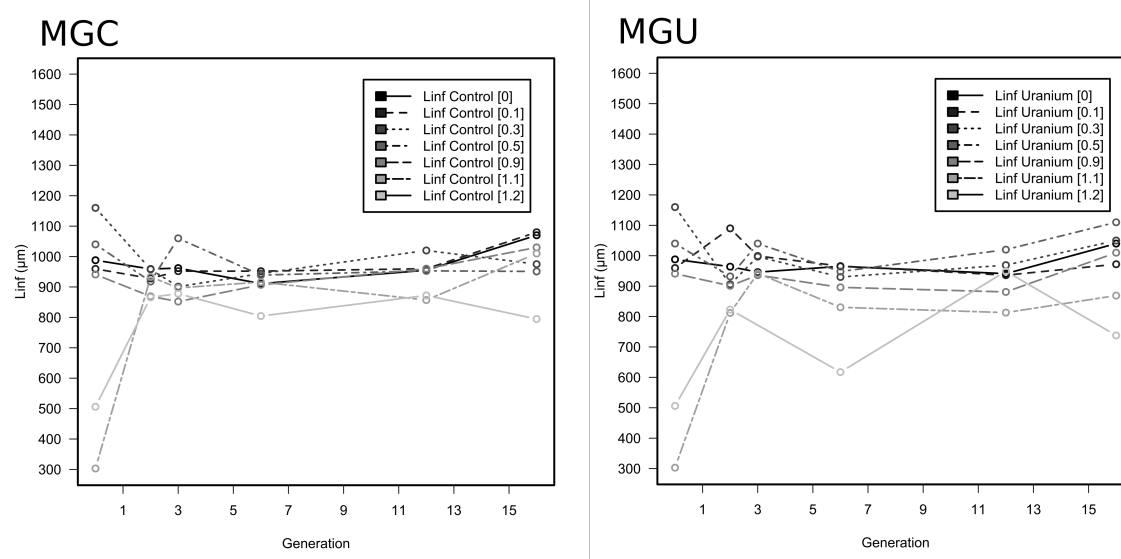 MGC
1600
1500
1400
1300
1200
1100
1000
900
800
700
600
500
400
300
Linf (µm)
Linf Control [0]
Linf Control [0.1]
Linf Control [0.3]
Linf Control [0.5]
Linf Control [0.9]
Linf Control [1.1]
Linf Control [1.2]
1 3 5 7 9 11 13 15
Generation
MGU
1600
1500
1400
1300
1200
1100
1000
900
800
700
600
500
400
300
Linf (µm)
Linf Uranium [0]
Linf Uranium [0.1]
Linf Uranium [0.3]
Linf Uranium [0.5]
Linf Uranium [0.9]
Linf Uranium [1.1]
Linf Uranium [1.2]
1 3 5 7 9 11 13 15
Generation